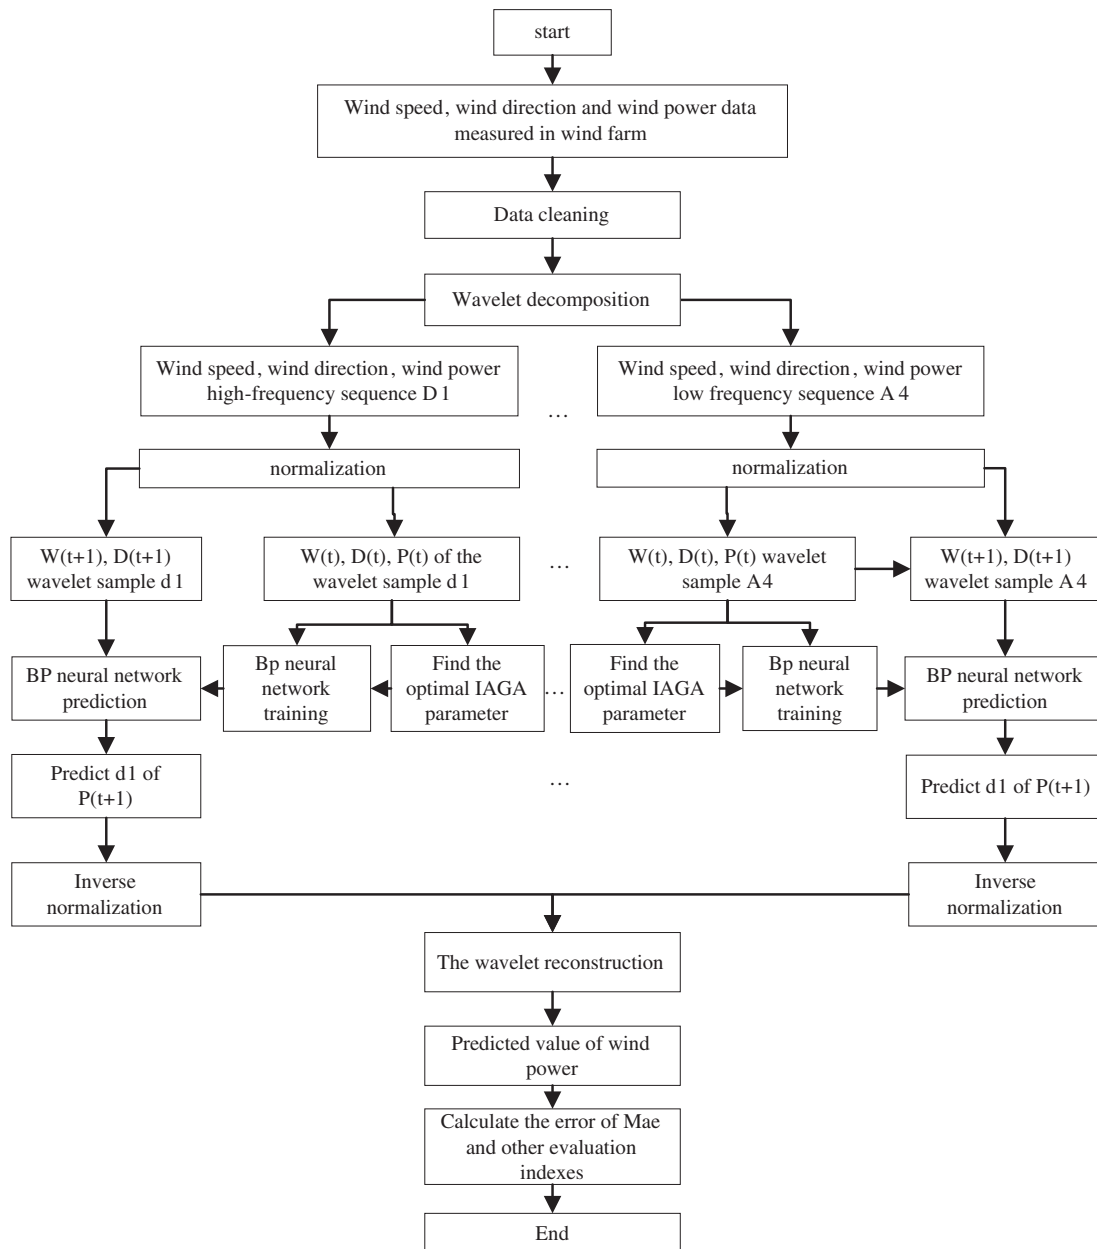 start
Wind speed, wind direction and wind power data
measured in wind farm
Data cleaning
Wavelet decomposition
Wind speed, wind direction, wind power
high-frequency sequence D1
…
Wind speed, wind direction, wind power
low frequency sequence A4
normalization
normalization
W(t+1), D(t+1)
wavelet sample d1
W(t), D(t), P(t) of the
wavelet sample d1
…
W(t), D(t), P(t) wavelet
sample A4
W(t+1), D(t+1)
wavelet sample A4
BP neural network
prediction
Bp neural
network
training
Find the
optimal IAGA
parameter
…
Find the
optimal IAGA
parameter
Bp neural
network
training
BP neural network
prediction
Predict d1 of
P(t+1)
…
Predict d1 of P(t+1)
Inverse
normalization
Inverse
normalization
The wavelet reconstruction
Predicted value of wind
power
Calculate the error of Mae
and other evaluation
indexes
End